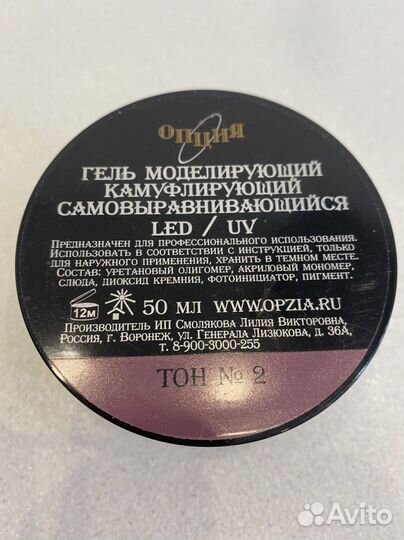 ОПЦИЯ
ГЕЛЬ МОДЕЛИРУЮЩИЙ
КАМУФЛИРУЮЩИЙ
САМОВЫРАВНИВАЮЩИЙСЯ
LED / UV
ПРЕДНАЗНАЧЕН ДЛЯ ПРОФЕССИОНАЛЬНОГО ИСПОЛЬЗОВАНИЯ.
ИСПОЛЬЗОВАТЬ В СООТВЕТСТВИИ С ИНСТРУКЦИЕЙ, ТОЛЬКО
ДЛЯ НАРУЖНОГО ПРИМЕНЕНИЯ, ХРАНИТЬ В ТЕМНОМ МЕСТЕ.
СОСТАВ: УРЕТАНОВЫЙ ОЛИГОМЕР, АКРИЛОВЫЙ МОНОМЕР,
СЛЮДА, ДИОКСИД КРЕМНИЯ, ФОТОИНИЦИАТОР, ПИГМЕНТ.
12М 50 МЛ WWW.OPZIA.RU
ПРОИЗВОДИТЕЛЬ ИП СМОЛЯКОВА ЛИЛИЯ ВИКТОРОВНА,
РОССИЯ, Г. ВОРОНЕЖ, УЛ. ГЕНЕРАЛА ЛИЗЮКОВА, Д. 36А,
Т. 8-900-3000-255
ТОН № 2
Avito